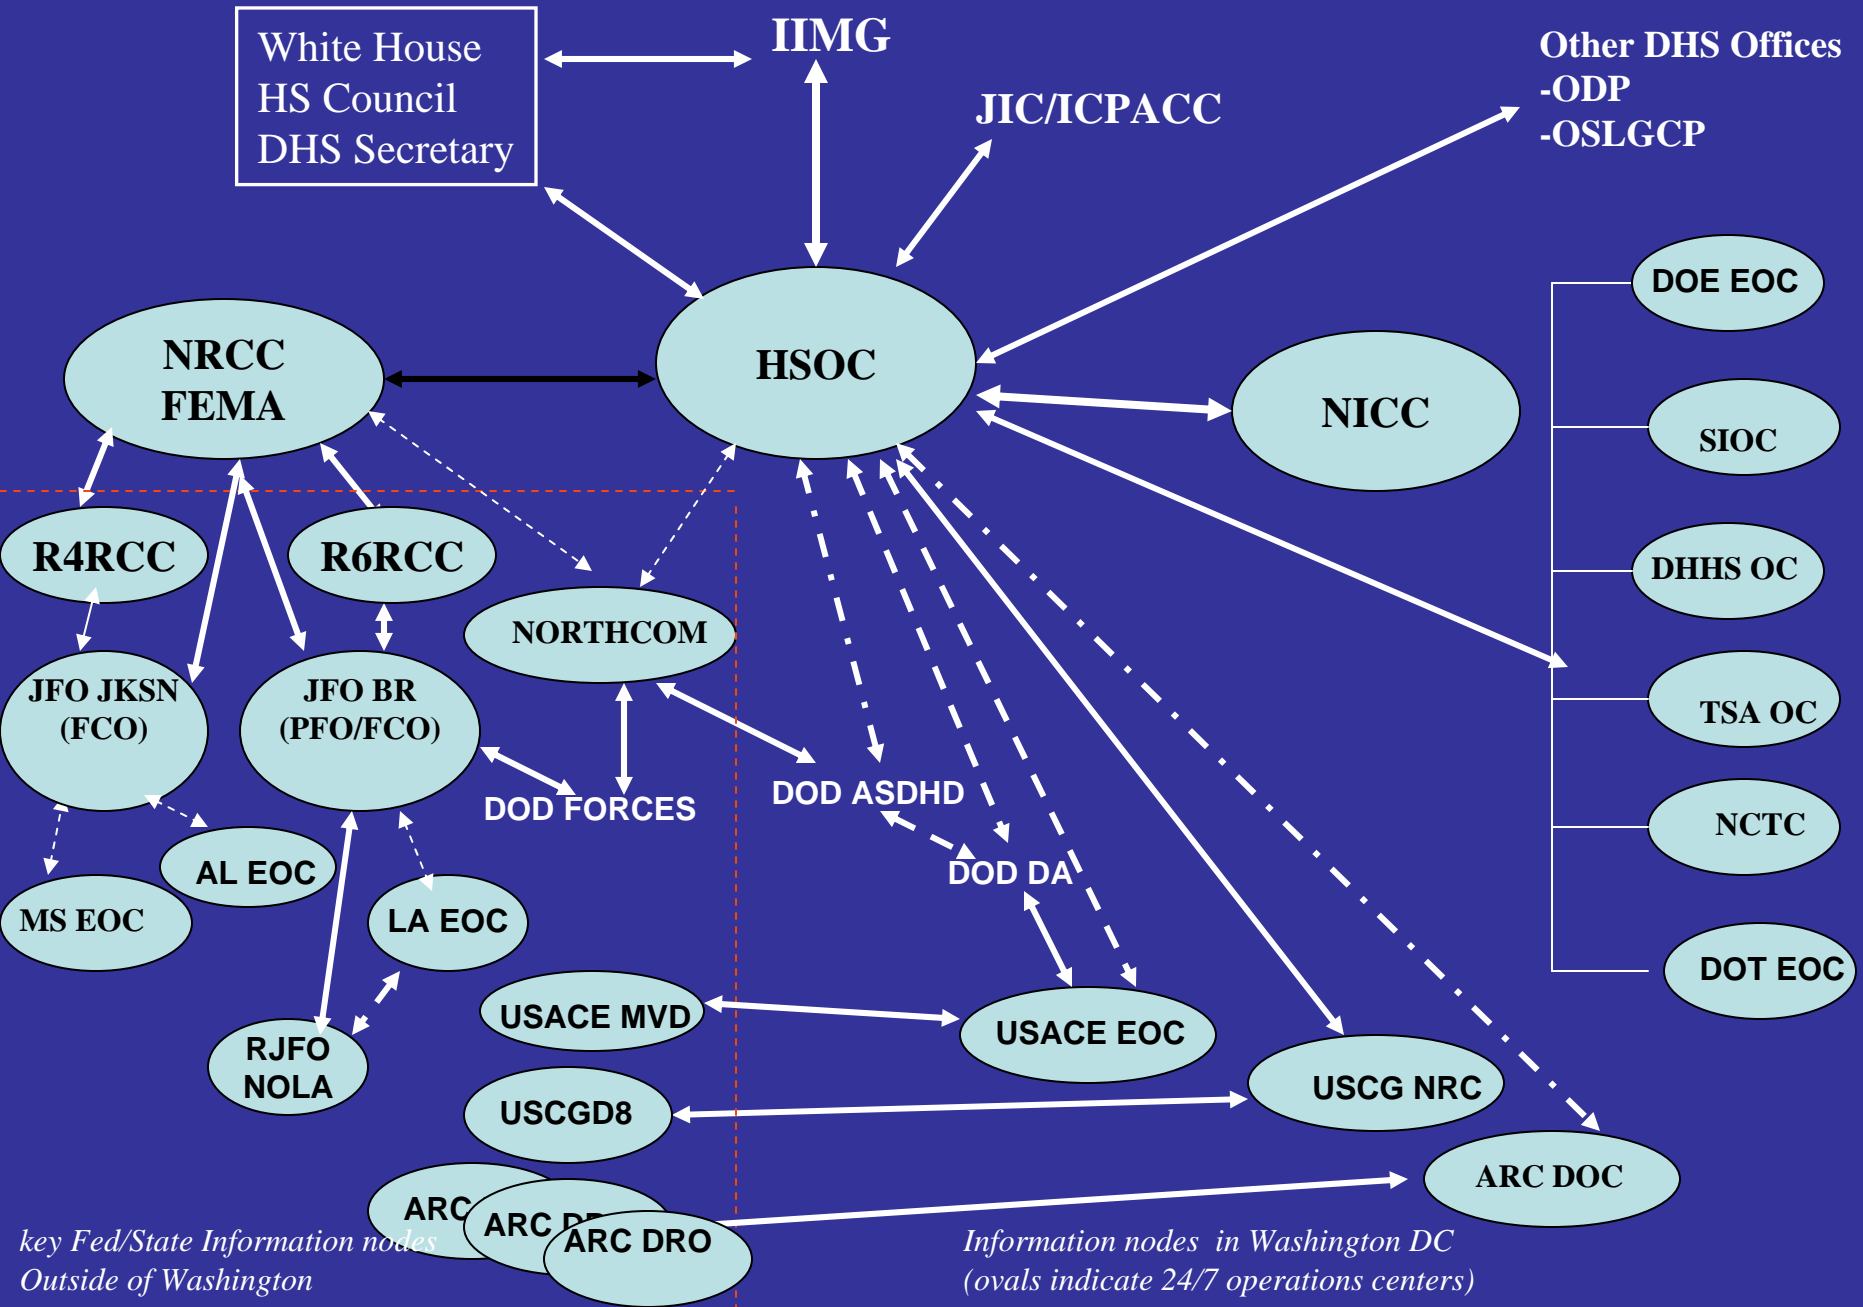 White House
HS Council
DHS Secretary
IIMG
JIC/ICPACC
Other DHS Offices
-ODP
-OSLGCP
NRCC
FEMA
HSOC
NICC
DOE EOC
SIOC
DHHS OC
TSA OC
NCTC
DOT EOC
R4RCC
R6RCC
NORTHCOM
JFO JKSN
(FCO)
JFO BR
(PFO/FCO)
DOD FORCES
DOD ASDHD
DOD DA
AL EOC
MS EOC
LA EOC
RJFO
NOLA
USACE MVD
USACE EOC
USCGD8
USCG NRC
ARC DOC
ARC
ARC
ARC DRO
key Fed/State Information nodes
Outside of Washington
Information nodes in Washington DC
(ovals indicate 24/7 operations centers)